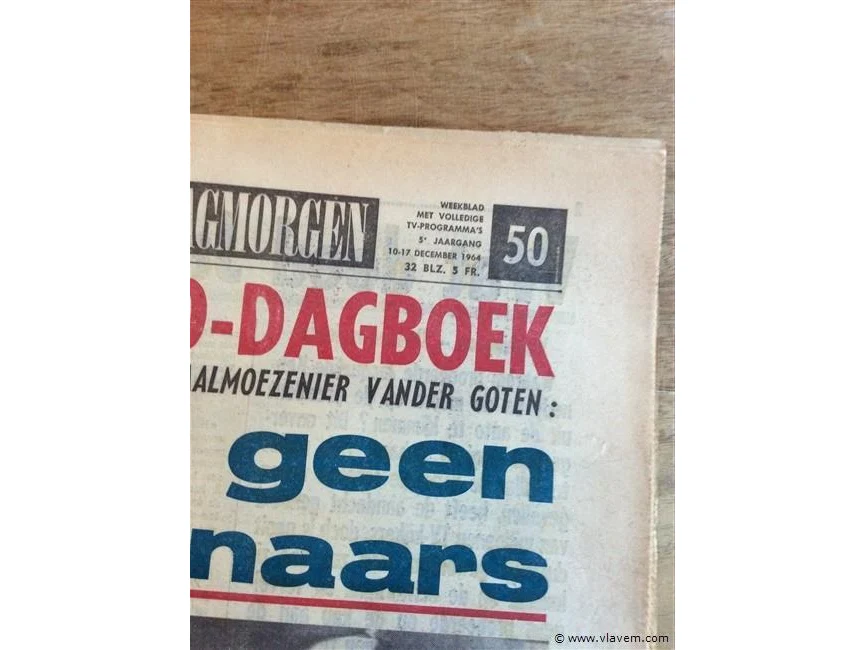 GMORGEN
WEEKBLAD
MET VOLLEDIGE
TV-PROGRAMMA'S
5e JAARGANG
10-17 DECEMBER 1964
32 BLZ. 5 FR.
50
-DAGBOEK
AALMOEZENIER VANDER GOTEN:
geen
naars
© www.vlavem.com